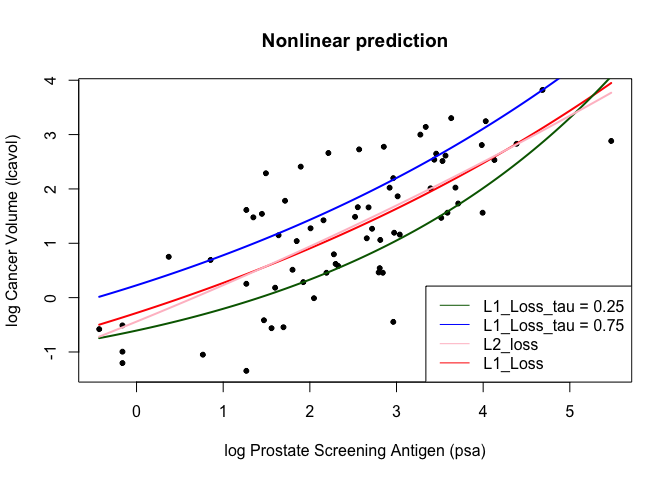 Nonlinear prediction
log Cancer Volume (lcavol)
4
3
2
1
0
-1
0 1 2 3 4 5
log Prostate Screening Antigen (psa)
L1_Loss_tau = 0.25
L1_Loss_tau = 0.75
L2_loss
L1_Loss